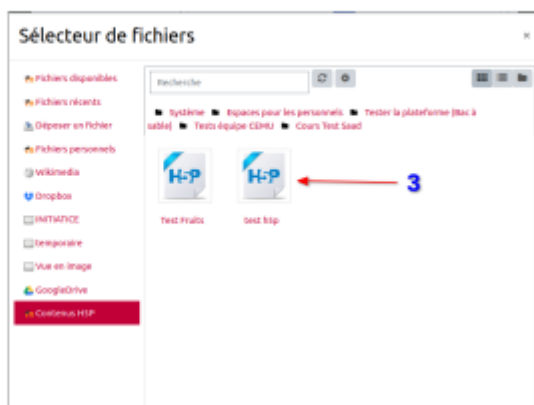 Sélecteur de fichiers
×
Fichiers disponibles
Fichiers récents
Déposer un fichier
Fichiers personnels
Wikimedia
Dropbox
INITIATICE
temporaire
Vue en image
GoogleDrive
Contenus H5P
Recherche
Système Espaces pour les personnels Tester la plateforme (Bac à
sable) Tests équipe CEMU Cours Test Saad
H5P
H5P
3
Test Fruits
test h5p